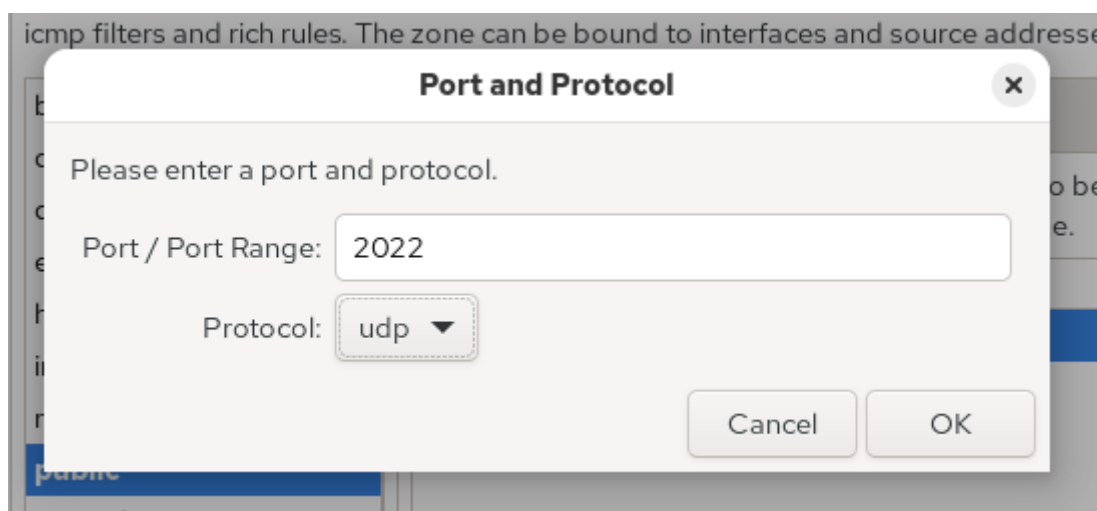 icmp filters and rich rules. The zone can be bound to interfaces and source
Port and Protocol
Please enter a port and protocol.
Port / Port Range: 2022
Protocol: udp
Cancel OK
e.
public